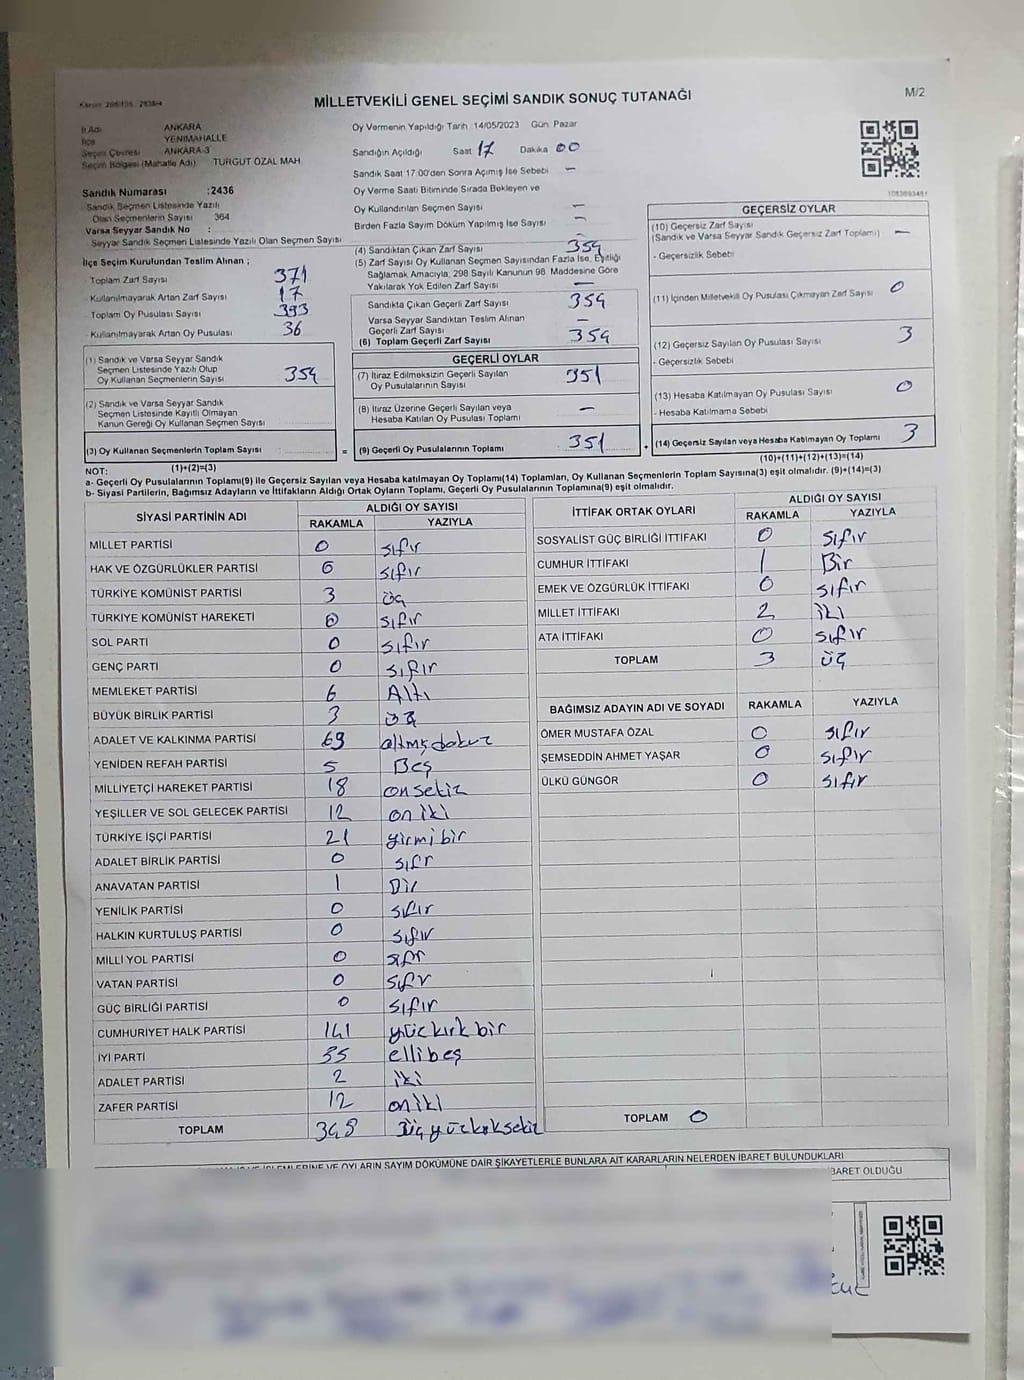 Kanun: 298/105 2839/4
MİLLETVEKİLİ GENEL SEÇİMİ SANDIK SONUÇ TUTANAĞI
M/2
İl Adı ANKARA
İlçe YENİMAHALLE
Seçim Çevresi ANKARA-3
Seçim Bölgesi (Mahalle Adı) TURGUT ÖZAL MAH
Sandık Numarası :2436
Sandık Seçmen Listesinde Yazılı
Olan Seçmenlerin Sayısı 364
Varsa Seyyar Sandık No :
Seyyar Sandık Seçmen Listesinde Yazılı Olan Seçmen Sayısı
İlçe Seçim Kurulundan Teslim Alınan ;
- Toplam Zarf Sayısı 371
- Kullanılmayarak Artan Zarf Sayısı 17
- Toplam Oy Pusulası Sayısı 393
- Kullanılmayarak Artan Oy Pusulası 36
(1) Sandık ve Varsa Seyyar Sandık
Seçmen Listesinde Yazılı Olup
Oy Kullanan Seçmenlerin Sayısı 354
(2) Sandık ve Varsa Seyyar Sandık
Seçmen Listesinde Kayıtlı Olmayan
Kanun Gereği Oy Kullanan Seçmen Sayısı
(3) Oy Kullanan Seçmenlerin Toplam Sayısı =
(1)+(2)=(3)
Oy Vermenin Yapıldığı Tarih 14/05/2023 Gün: Pazar
Sandığın Açıldığı Saat 17 Dakika 00
Sandık Saat 17:00'den Sonra Açımış İse Sebebi —
Oy Verme Saati Bitiminde Sırada Bekleyen ve
Oy Kullandırılan Seçmen Sayısı —
Birden Fazla Sayım Döküm Yapılmış İse Sayısı —
(4) Sandıktan Çıkan Zarf Sayısı 354
(5) Zarf Sayısı Oy Kullanan Seçmen Sayısından Fazla İse, Eşitliği
Sağlamak Amacıyla, 298 Sayılı Kanunun 98. Maddesine Göre
Yakılarak Yok Edilen Zarf Sayısı —
Sandıkta Çıkan Geçerli Zarf Sayısı 354
Varsa Seyyar Sandıktan Teslim Alınan
Geçerli Zarf Sayısı —
(6) Toplam Geçerli Zarf Sayısı 354
GEÇERLİ OYLAR
(7) İtiraz Edilmeksizin Geçerli Sayılan
Oy Pusulalarının Sayısı 351
(8) İtiraz Üzerine Geçerli Sayılan veya
Hesaba Katılan Oy Pusulası Toplamı —
(9) Geçerli Oy Pusulalarının Toplamı 351 +
1083693481
GEÇERSİZ OYLAR
(10) Geçersiz Zarf Sayısı
(Sandık ve Varsa Seyyar Sandık Geçersiz Zarf Toplamı) —
- Geçersizlik Sebebi
(11) İçinden Milletvekili Oy Pusulası Çıkmayan Zarf Sayısı 0
(12) Geçersiz Sayılan Oy Pusulası Sayısı 3
- Geçersizlik Sebebi
(13) Hesaba Katılmayan Oy Pusulası Sayısı 0
- Hesaba Katılmama Sebebi
(14) Geçersiz Sayılan veya Hesaba Katılmayan Oy Toplamı 3
(10)+(11)+(12)+(13)=(14)
NOT:
a- Geçerli Oy Pusulalarının Toplamı(9) ile Geçersiz Sayılan veya Hesaba katılmayan Oy Toplamı(14) Toplamları, Oy Kullanan Seçmenlerin Toplam Sayısına(3) eşit olmalıdır. (9)+(14)=(3)
b- Siyasi Partilerin, Bağımsız Adayların ve İttifakların Aldığı Ortak Oyların Toplamı, Geçerli Oy Pusulalarının Toplamına(9) eşit olmalıdır.
SİYASİ PARTİNİN ADI ALDIĞI OY SAYISI
RAKAMLA YAZIYLA
MİLLET PARTİSİ 0 sıfır
HAK VE ÖZGÜRLÜKLER PARTİSİ 0 sıfır
TÜRKİYE KOMÜNİST PARTİSİ 3 üç
TÜRKİYE KOMÜNİST HAREKETİ 0 sıfır
SOL PARTİ 0 sıfır
GENÇ PARTİ 0 sıfır
MEMLEKET PARTİSİ 6 Altı
BÜYÜK BİRLİK PARTİSİ 3 üç
ADALET VE KALKINMA PARTİSİ 69 altmışdokuz
YENİDEN REFAH PARTİSİ 5 Beş
MİLLİYETÇİ HAREKET PARTİSİ 18 onsekiz
YEŞİLLER VE SOL GELECEK PARTİSİ 12 oniki
TÜRKİYE İŞÇİ PARTİSİ 21 yirmibir
ADALET BİRLİK PARTİSİ 0 sıfr
ANAVATAN PARTİSİ 1 Bir
YENİLİK PARTİSİ 0 sıfır
HALKIN KURTULUŞ PARTİSİ 0 sıfır
MİLLİ YOL PARTİSİ 0 sıfr
VATAN PARTİSİ 0 sıfr
GÜÇ BİRLİĞİ PARTİSİ 0 sıfır
CUMHURİYET HALK PARTİSİ 141 yüzkırkbir
İYİ PARTİ 55 ellibeş
ADALET PARTİSİ 2 iki
ZAFER PARTİSİ 12 oniki
TOPLAM 348 Üçyüzkırksekiz
İTTİFAK ORTAK OYLARI ALDIĞI OY SAYISI
RAKAMLA YAZIYLA
SOSYALİST GÜÇ BİRLİĞİ İTTİFAKI 0 sıfır
CUMHUR İTTİFAKI 1 Bir
EMEK VE ÖZGÜRLÜK İTTİFAKI 0 sıfır
MİLLET İTTİFAKI 2 iki
ATA İTTİFAKI 0 sıfır
TOPLAM 3 üç
BAĞIMSIZ ADAYIN ADI VE SOYADI RAKAMLA YAZIYLA
ÖMER MUSTAFA ÖZAL 0 sıfır
ŞEMSEDDİN AHMET YAŞAR 0 sıfır
ÜLKÜ GÜNGÖR 0 sıfır
TOPLAM 0
VE OYLARIN SAYIM DÖKÜMÜNE DAİR ŞİKAYETLERLE BUNLARA AİT KARARLARIN NELERDEN İBARET BULUNDUKLARI
BARET OLDUĞU